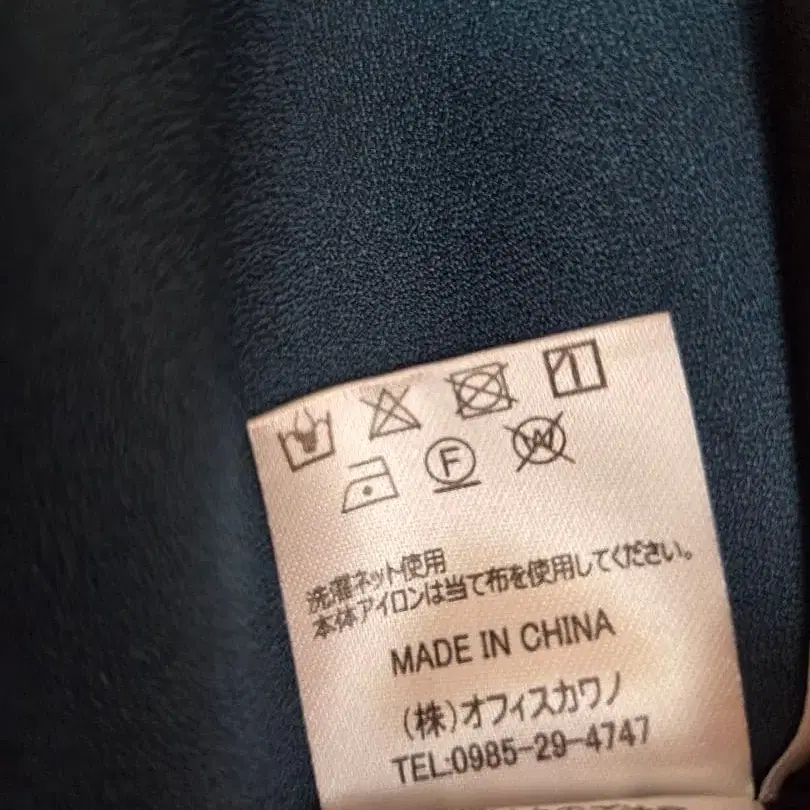 F W
洗濯ネット使用
本体アイロンは当て布を使用してください。
MADE IN CHINA
(株)オフィスカワノ
TEL:0985-29-4747